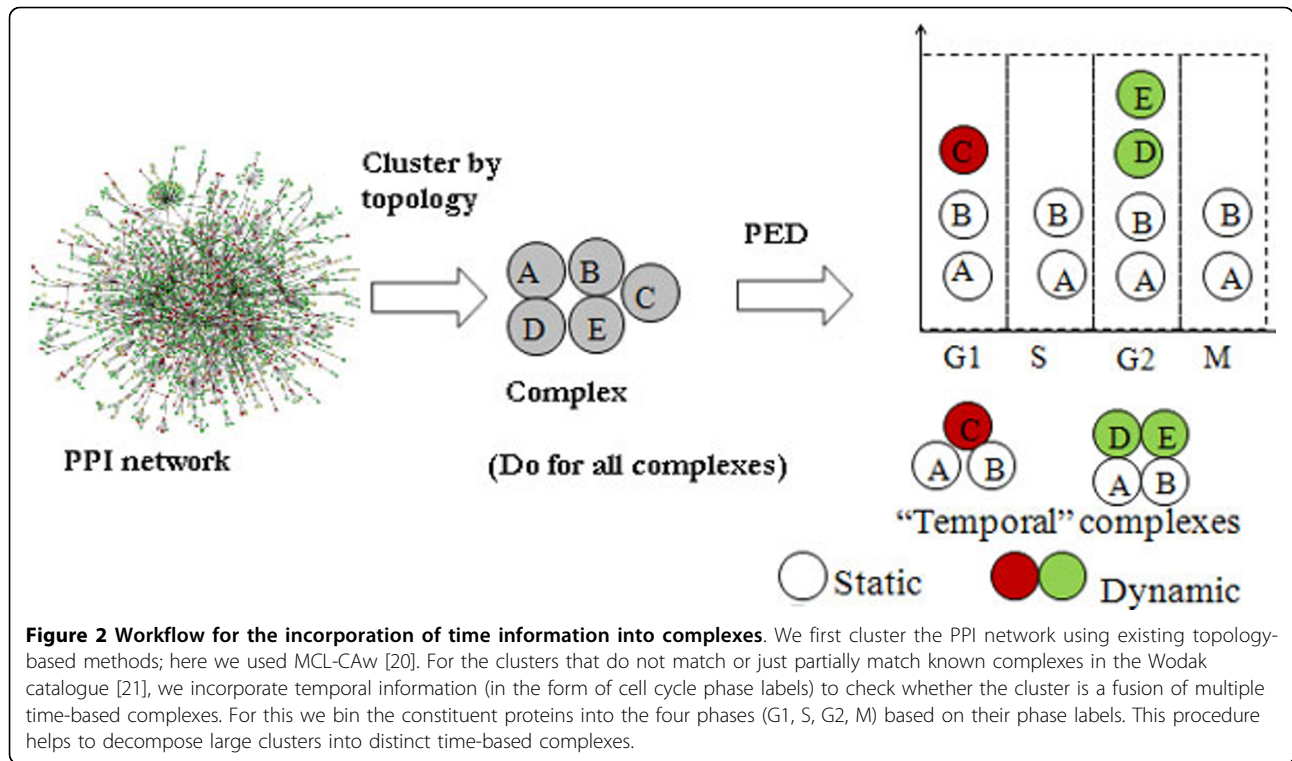 Cluster by
topology
PED
A B C
D E
Complex
(Do for all complexes)
PPI network
E
C D
B B B B
A A A A
G1 S G2 M
C D E
A B A B
“Temporal” complexes
Static Dynamic
Figure 2 Workflow for the incorporation of time information into complexes. We first cluster the PPI network using existing topology-
based methods; here we used MCL-CAw [20]. For the clusters that do not match or just partially match known complexes in the Wodak
catalogue [21], we incorporate temporal information (in the form of cell cycle phase labels) to check whether the cluster is a fusion of multiple
time-based complexes. For this we bin the constituent proteins into the four phases (G1, S, G2, M) based on their phase labels. This procedure
helps to decompose large clusters into distinct time-based complexes.